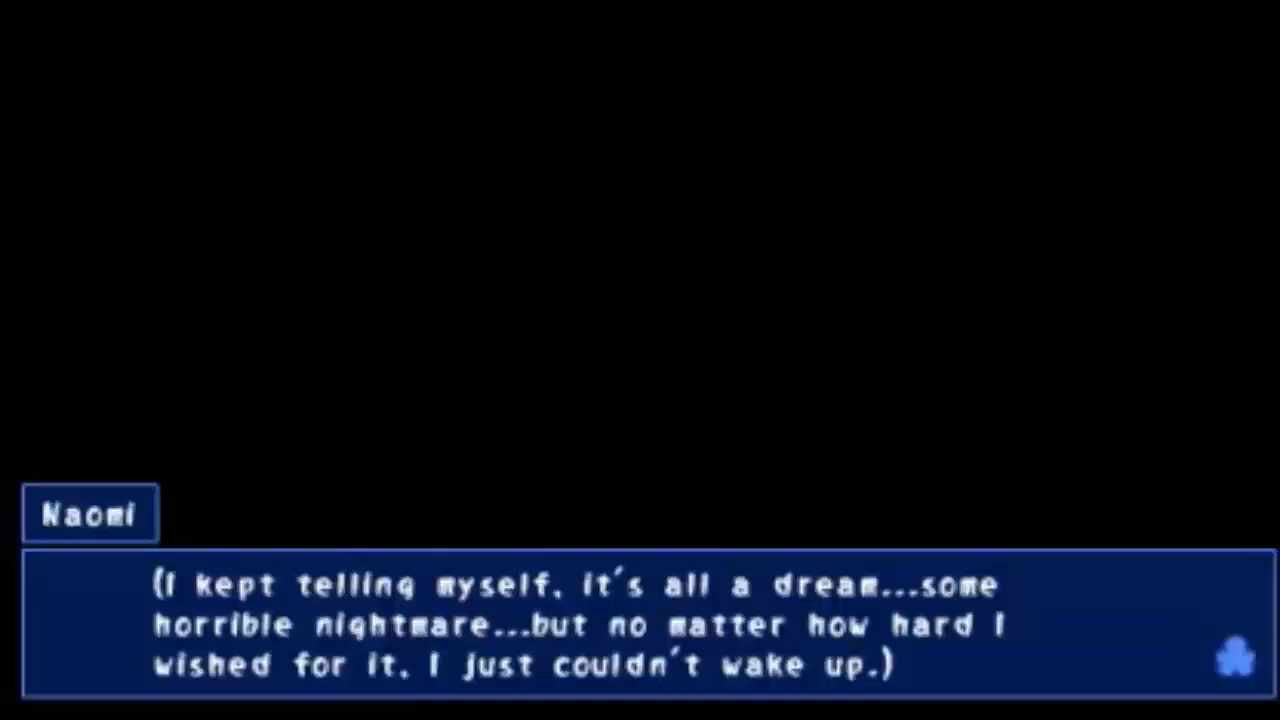 Naomi
(I kept telling myself, it's all a dream...some
horrible nightmare...but no matter how hard I
wished for it, I just couldn't wake up.)